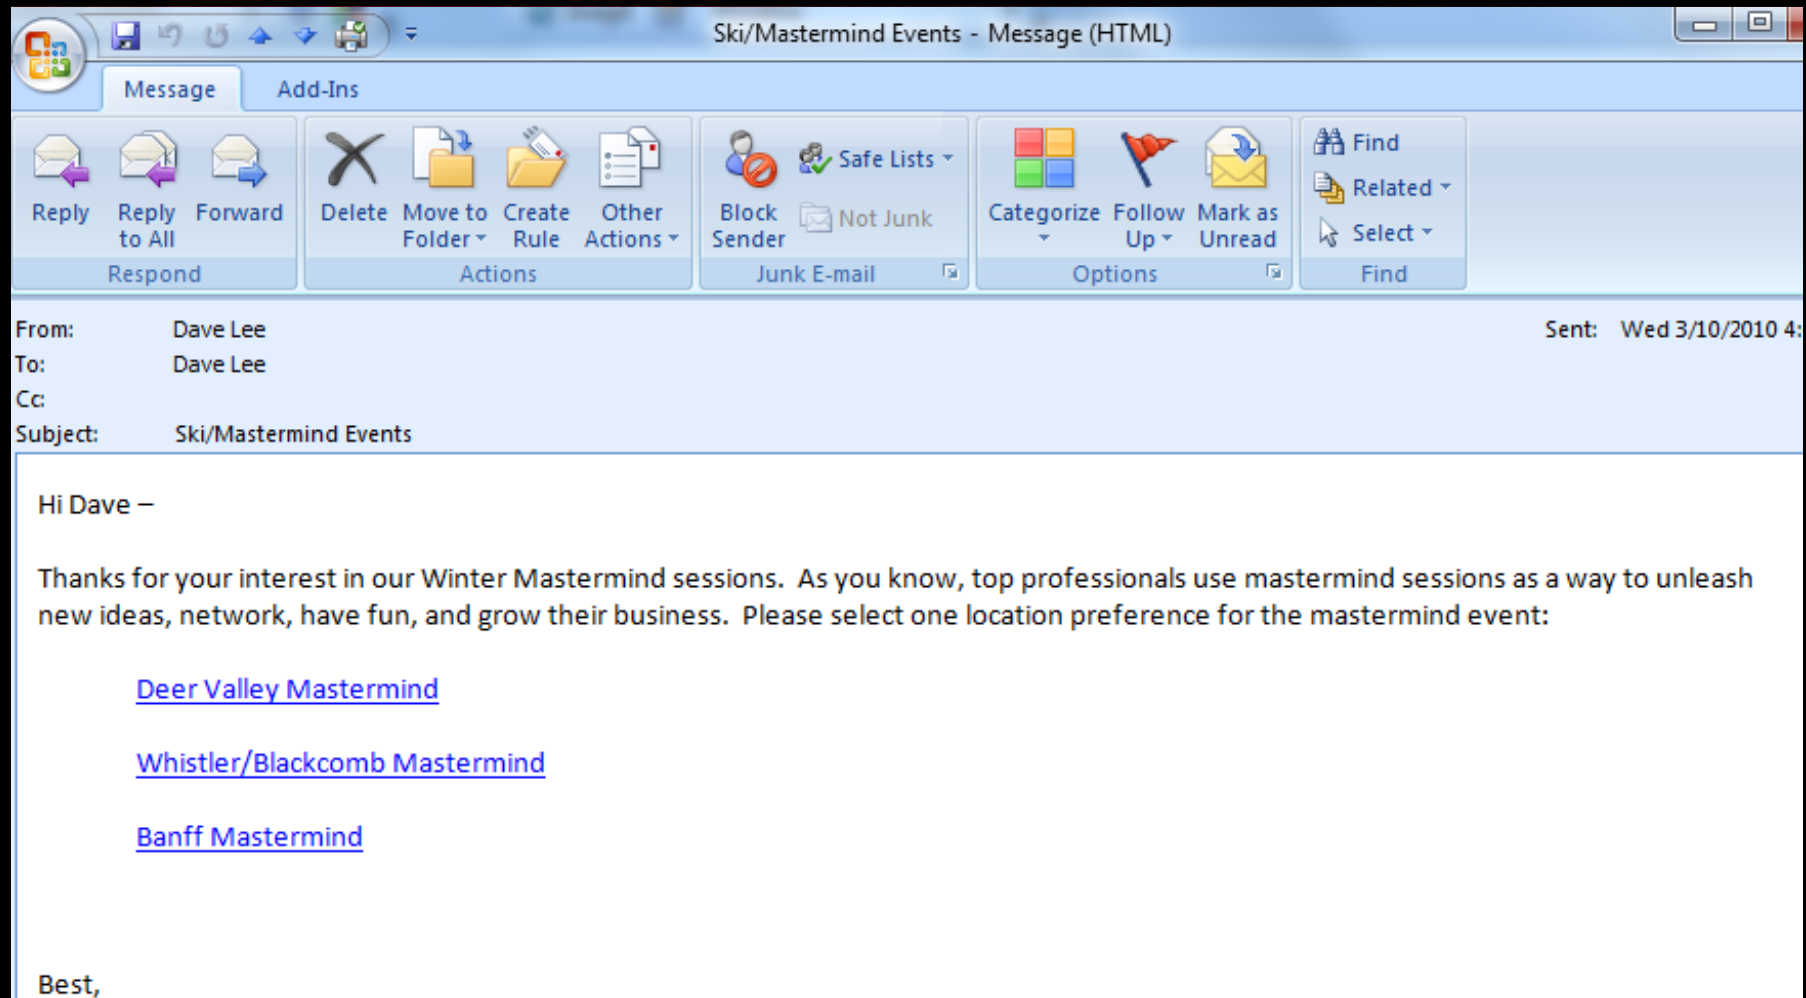 Ski/Mastermind Events - Message (HTML)
Message Add-Ins
Reply Reply to All Forward
Respond
Delete Move to Folder Create Rule Other Actions
Actions
Block Sender Safe Lists Not Junk
Junk E-mail
Categorize Follow Up Mark as Unread
Options
Find
Related
Select
Find
From: Dave Lee Sent: Wed 3/10/2010 4:
To: Dave Lee
Cc:
Subject: Ski/Mastermind Events
Hi Dave –
Thanks for your interest in our Winter Mastermind sessions.  As you know, top professionals use mastermind sessions as a way to unleash
new ideas, network, have fun, and grow their business.  Please select one location preference for the mastermind event:
Deer Valley Mastermind
Whistler/Blackcomb Mastermind
Banff Mastermind
Best,